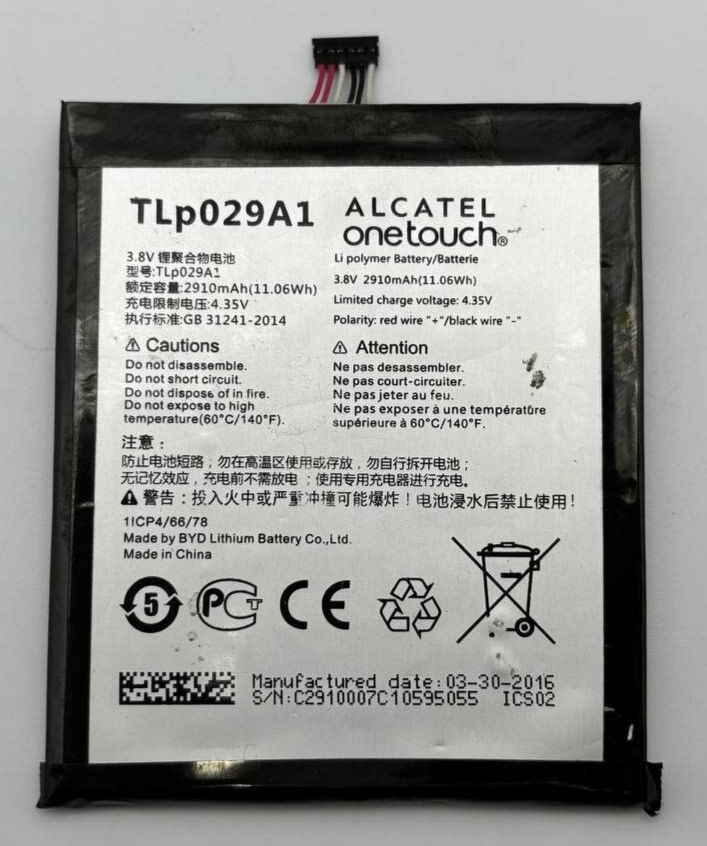 TLp029A1
ALCATEL
onetouch®
3.8V 锂聚合物电池
型号:TLp029A1
额定容量:2910mAh(11.06Wh)
充电限制电压:4.35V
执行标准:GB 31241-2014
Li polymer Battery/Batterie
3.8V 2910mAh(11.06Wh)
Limited charge voltage: 4.35V
Polarity: red wire "+"/black wire "-"
⚠ Cautions
Do not disassemble.
Do not short circuit.
Do not dispose of in fire.
Do not expose to high
temperature(60°C/140°F).
⚠ Attention
Ne pas desassembler.
Ne pas court-circuiter.
Ne pas jeter au feu.
Ne pas exposer à une température
supérieure à 60°C/140°F.
注意：
防止电池短路；勿在高温区使用或存放，勿自行拆开电池；
无记忆效应，充电前不需放电；使用专用充电器进行充电。
⚠ 警告：投入火中或严重冲撞可能爆炸！电池浸水后禁止使用！
1ICP4/66/78
Made by BYD Lithium Battery Co.,Ltd.
Made in China
5
PCT
CE
Manufactured date:03-30-2016
S/N:C2910007C10595055 ICS02